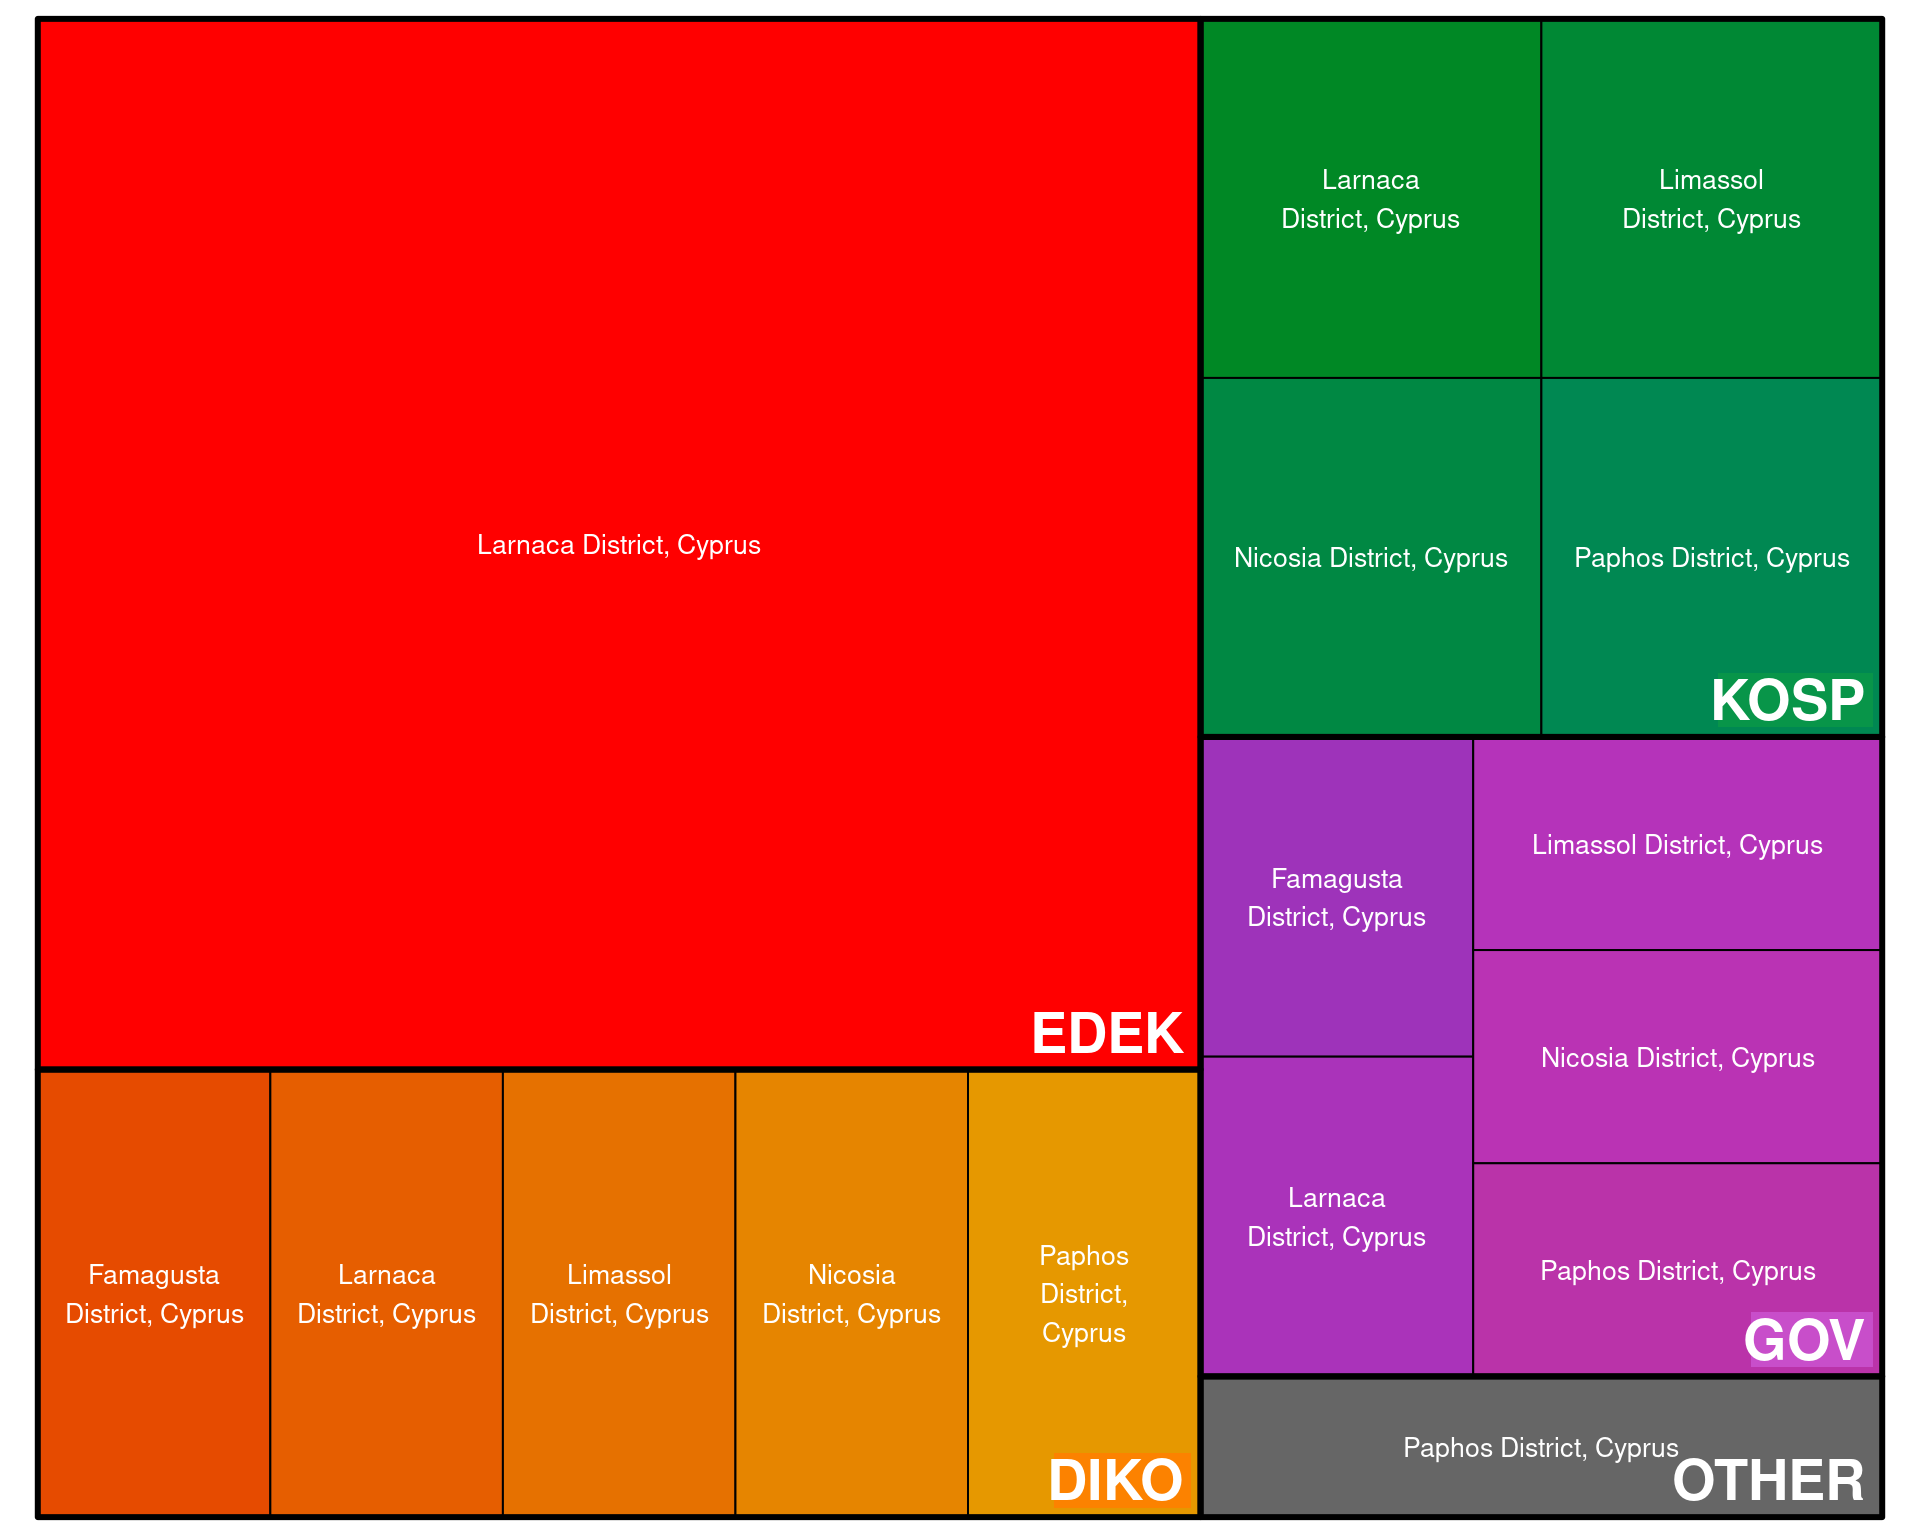 Larnaca District, Cyprus
EDEK
Famagusta
District, Cyprus
Larnaca
District, Cyprus
Limassol
District, Cyprus
Nicosia
District, Cyprus
Paphos
District,
Cyprus
DIKO
Larnaca
District, Cyprus
Limassol
District, Cyprus
Nicosia District, Cyprus
Paphos District, Cyprus
KOSP
Famagusta
District, Cyprus
Larnaca
District, Cyprus
Limassol District, Cyprus
Nicosia District, Cyprus
Paphos District, Cyprus
GOV
Paphos District, Cyprus
OTHER